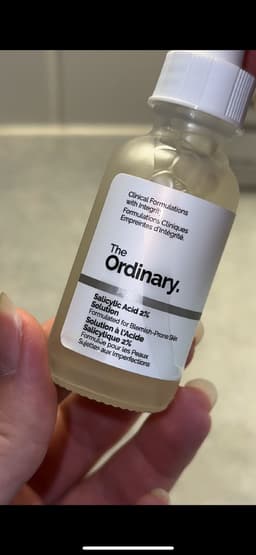 Clinical Formulations
with Integrity.
Formulations Cliniques
Empreintes d'Intégrité.
The
Ordinary.
Salicylic Acid 2%
Solution
Formulated for Blemish-Prone Skin
Solution à l'Acide
Salicylique 2%
Formulée pour les Peaux
Sujettes aux Imperfections